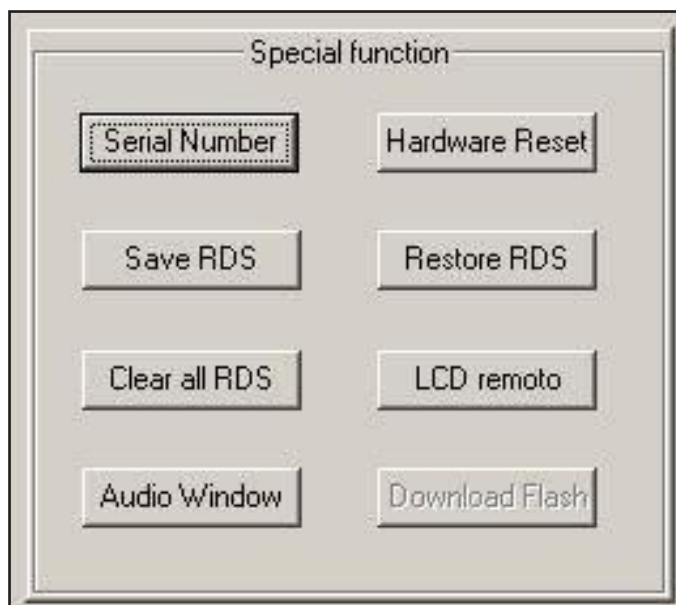 Special function
Serial Number
Hardware Reset
Save RDS
Restore RDS
Clear all RDS
LCD remoto
Audio Window
Download Flash